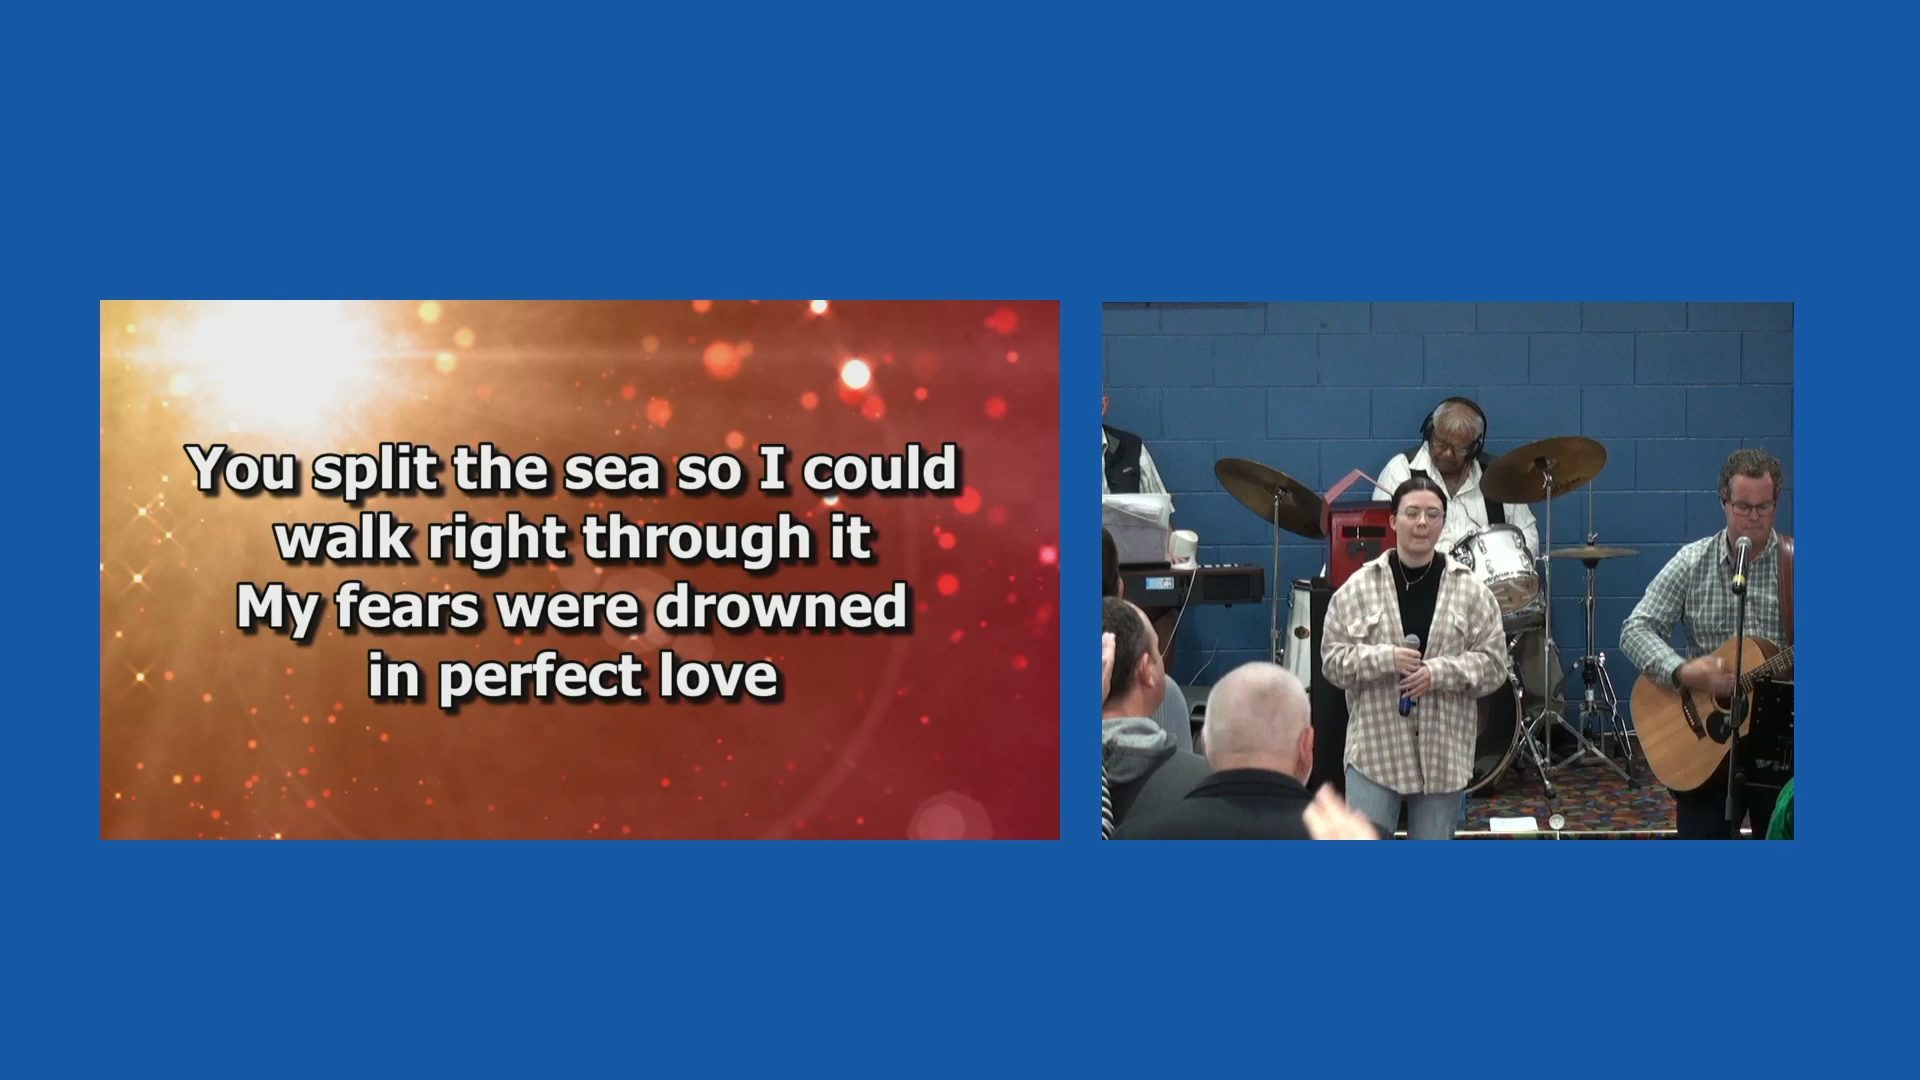 You split the sea so I could
walk right through it
My fears were drowned
in perfect love